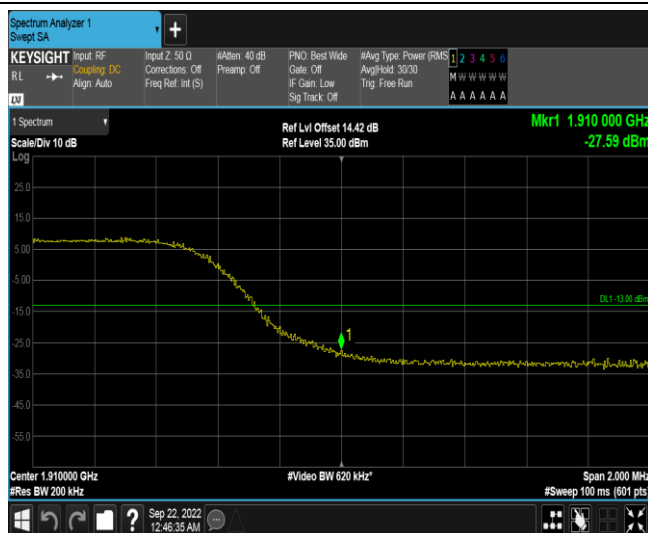 Spectrum Analyzer 1
Swept SA
+
KEYSIGHT
RL
LXI
Input: RF
Coupling: DC
Align: Auto
Input Z: 50 Ω
Corrections: Off
Freq Ref: Int (S)
#Atten: 40 dB
Preamp: Off
PNO: Best Wide
Gate: Off
IF Gain: Low
Sig Track: Off
#Avg Type: Power (RMS
Avg|Hold: 30/30
Trig: Free Run
1 2 3 4 5 6
M W W W W W
A A A A A A
1 Spectrum
Scale/Div 10 dB
Ref Lvl Offset 14.42 dB
Ref Level 35.00 dBm
Mkr1 1.910 000 GHz
-27.59 dBm
Log
25.0
15.0
5.00
-5.00
DL1 -13.00 dBm
-15.0
1
-25.0
-35.0
-45.0
-55.0
Center 1.910000 GHz
#Video BW 620 kHz*
Span 2.000 MHz
#Res BW 200 kHz
#Sweep 100 ms (601 pts)
?
Sep 22, 2022
12:46:35 AM